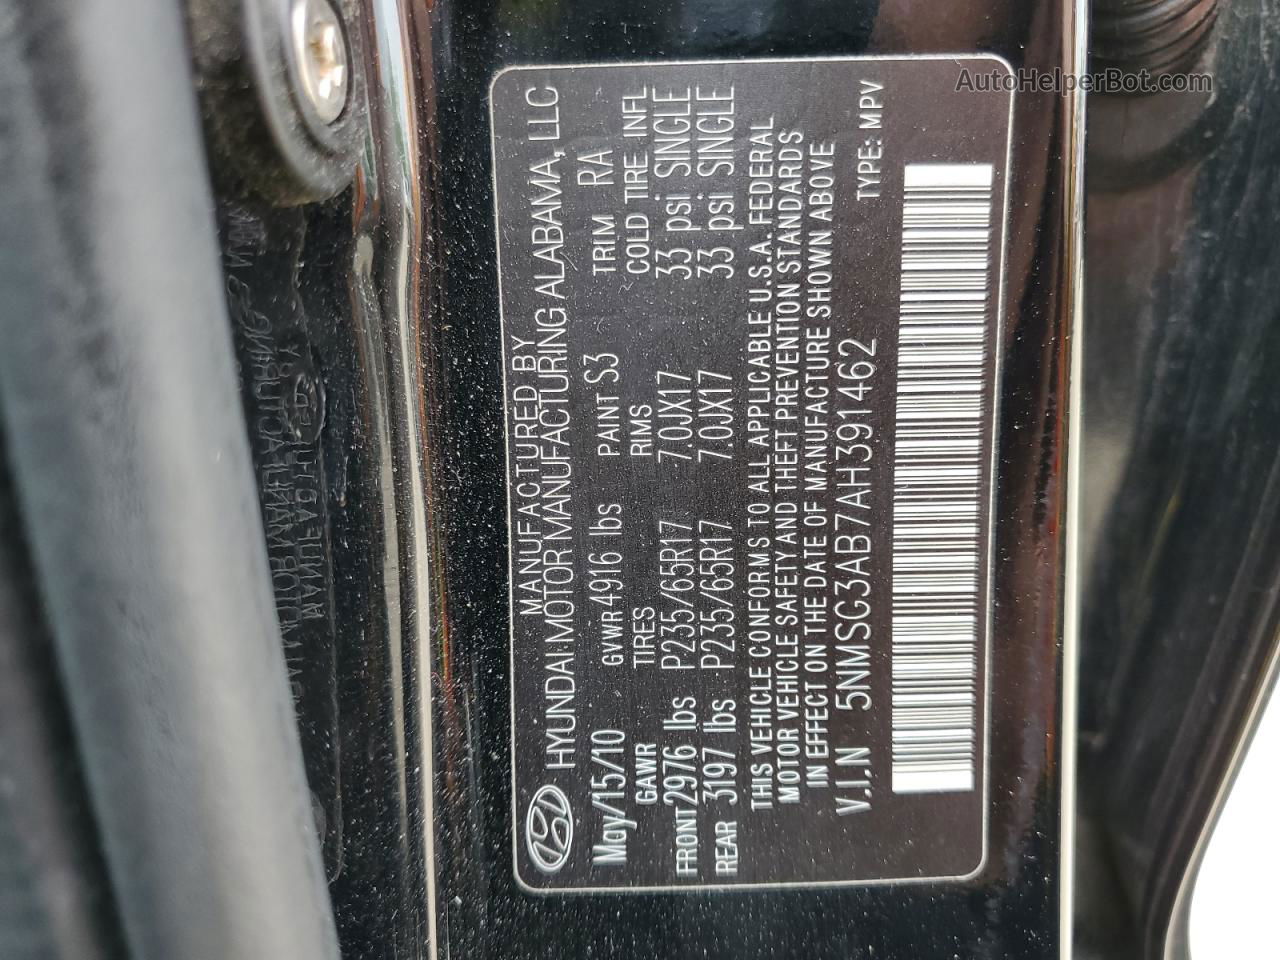 AutoHelperBot.com
MANUFACTURED BY
HYUNDAI MOTOR MANUFACTURING ALABAMA, LLC
May/15/10 GVWR 4916 lbs PAINT S3 TRIM RA
GAWR TIRES RIMS COLD TIRE INFL
FRONT 2976 lbs P235/65R17 7.0JX17 33 psi SINGLE
REAR 3197 lbs P235/65R17 7.0JX17 33 psi SINGLE
THIS VEHICLE CONFORMS TO ALL APPLICABLE U.S.A. FEDERAL
MOTOR VEHICLE SAFETY AND THEFT PREVENTION STANDARDS
IN EFFECT ON THE DATE OF MANUFACTURE SHOWN ABOVE
V.I.N 5NMSG3AB7AH391462 TYPE: MPV